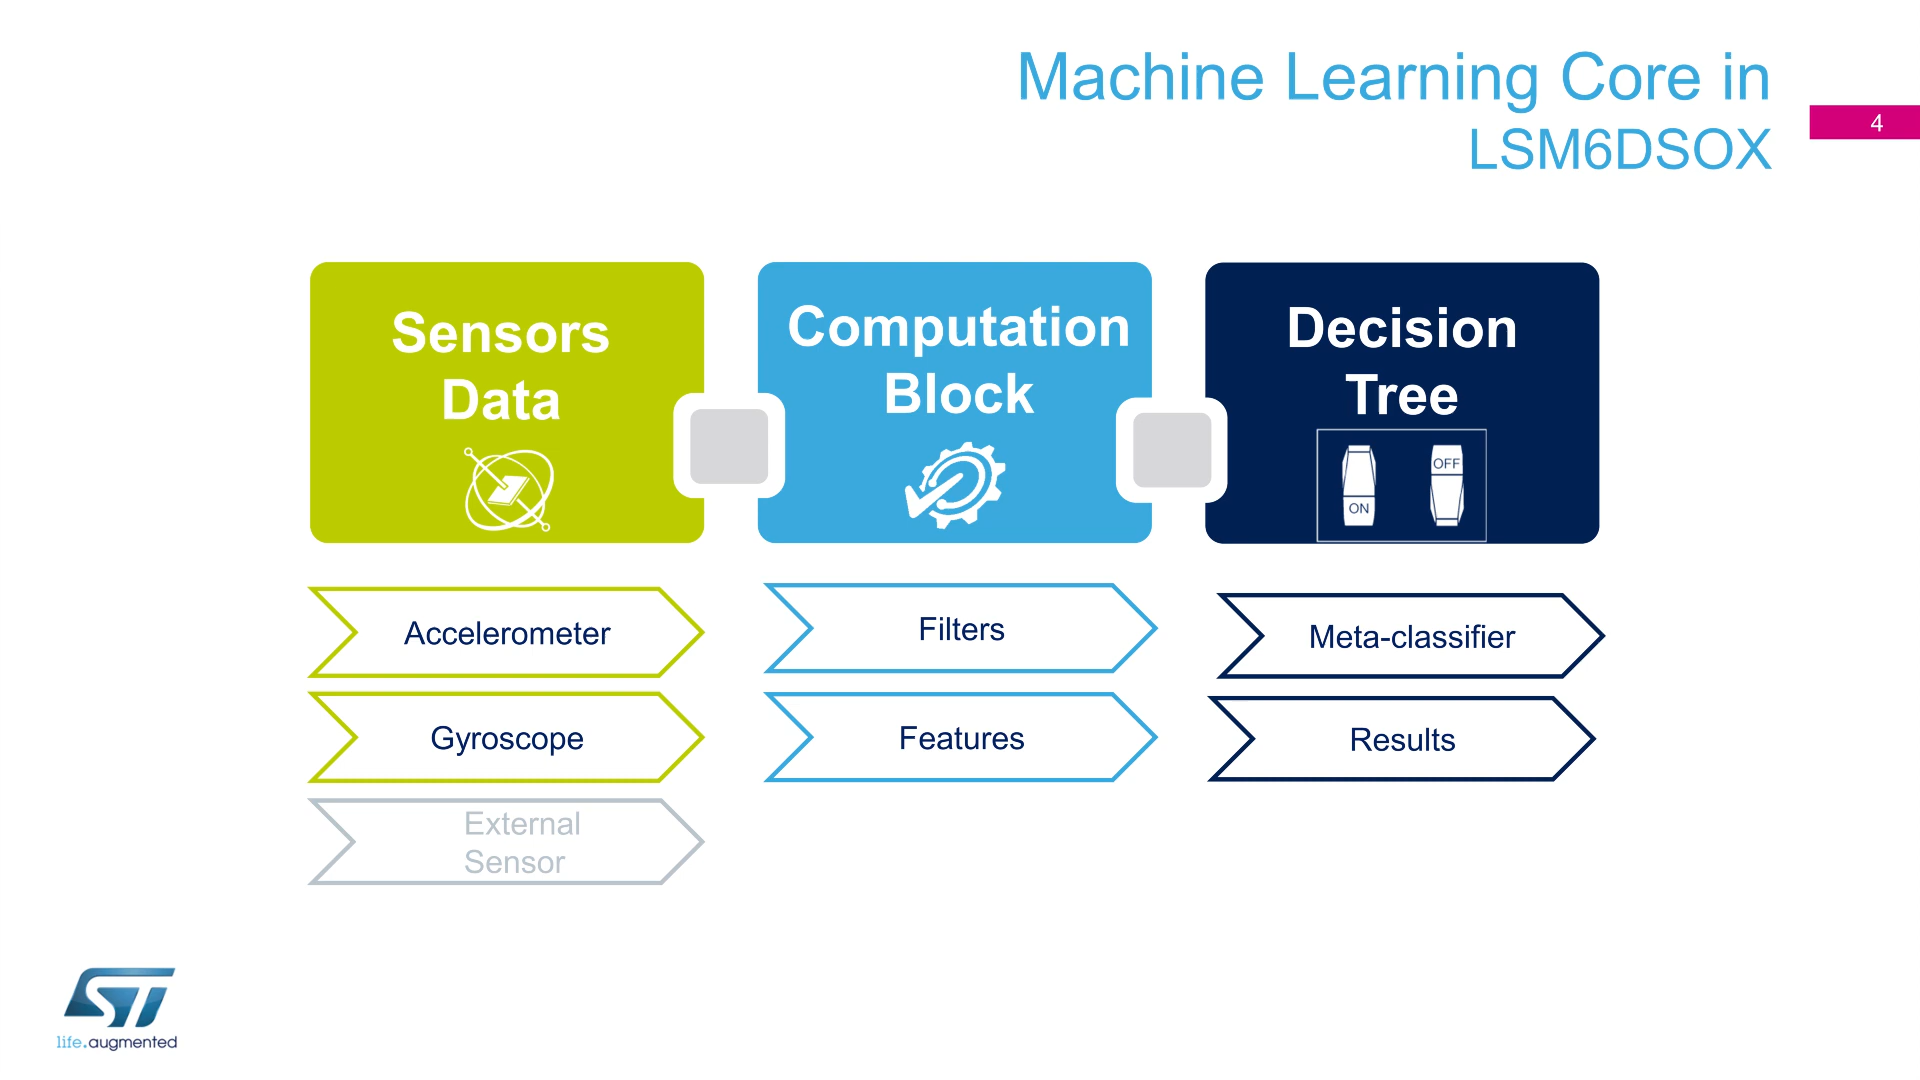 Machine Learning Core in
LSM6DSOX
4
Sensors
Data
Computation
Block
Decision
Tree
ON
OFF
Accelerometer
Gyroscope
External
Sensor
Filters
Features
Meta-classifier
Results
ST
life.augmented